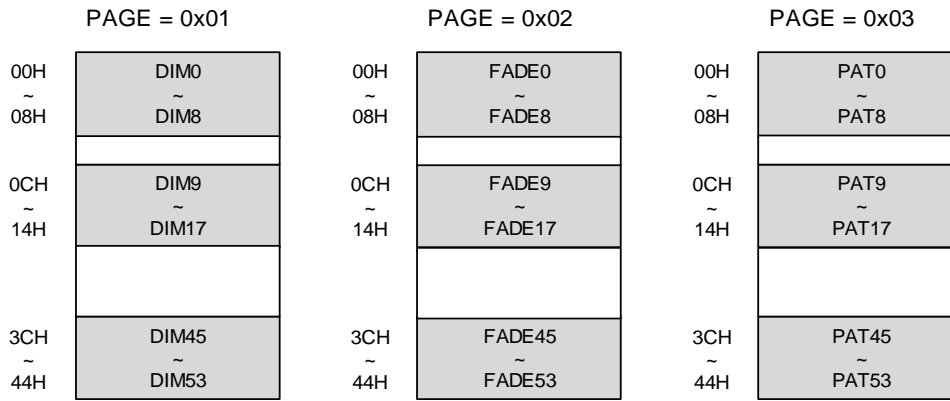 PAGE = 0x01
00H
~
08H
DIM0
~
DIM8
0CH
~
14H
DIM9
~
DIM17
3CH
~
44H
DIM45
~
DIM53
PAGE = 0x02
00H
~
08H
FADE0
~
FADE8
0CH
~
14H
FADE9
~
FADE17
3CH
~
44H
FADE45
~
FADE53
PAGE = 0x03
00H
~
08H
PAT0
~
PAT8
0CH
~
14H
PAT9
~
PAT17
3CH
~
44H
PAT45
~
PAT53